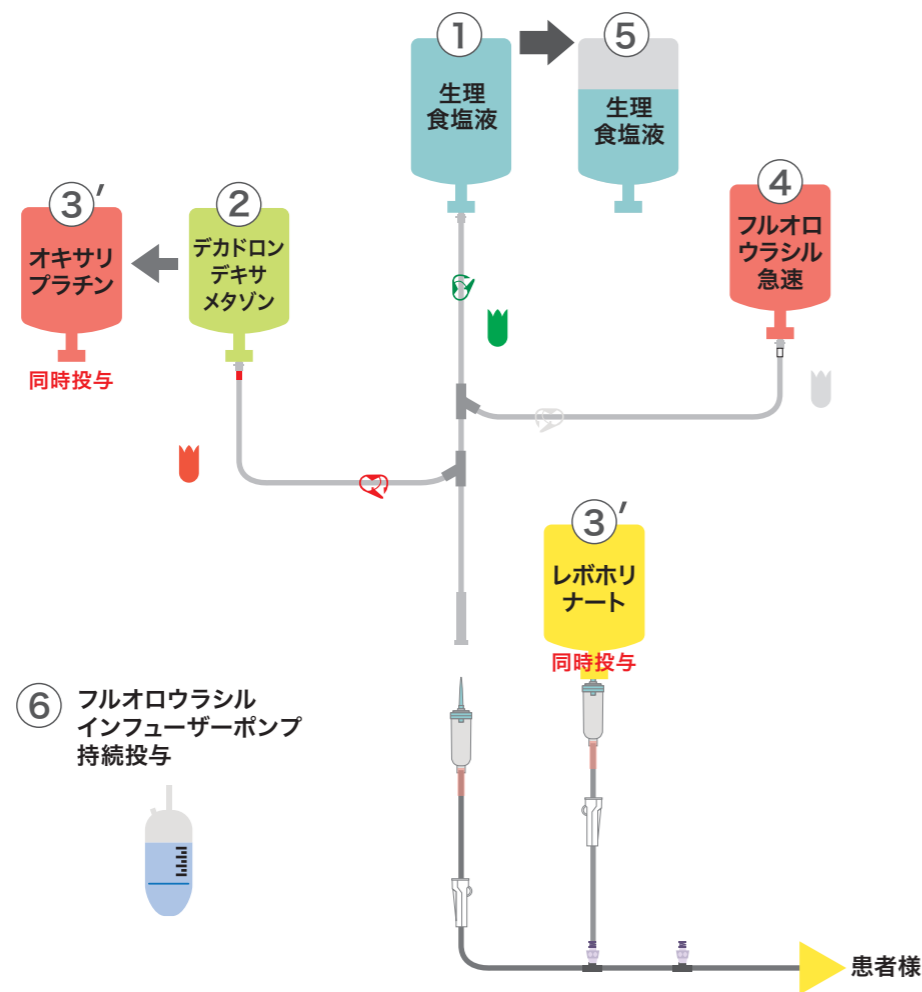 ①
⑤
生理
食塩液
生理
食塩液
③′
②
④
オキサリ
プラチン
デカドロン
デキサ
メタゾン
フルオロ
ウラシル
急速
同時投与
③′
レボホリ
ナート
同時投与
⑥
フルオロウラシル
インフューザーポンプ
持続投与
患者様